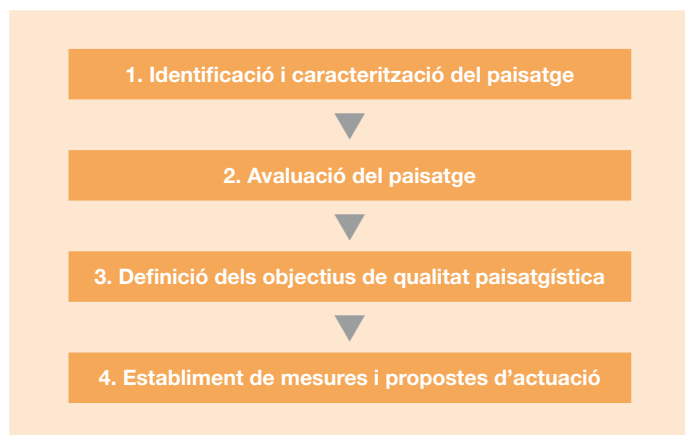 1. Identificació i caracterització del paisatge
2. Avaluació del paisatge
3. Definició dels objectius de qualitat paisatgística
4. Establiment de mesures i propostes d’actuació